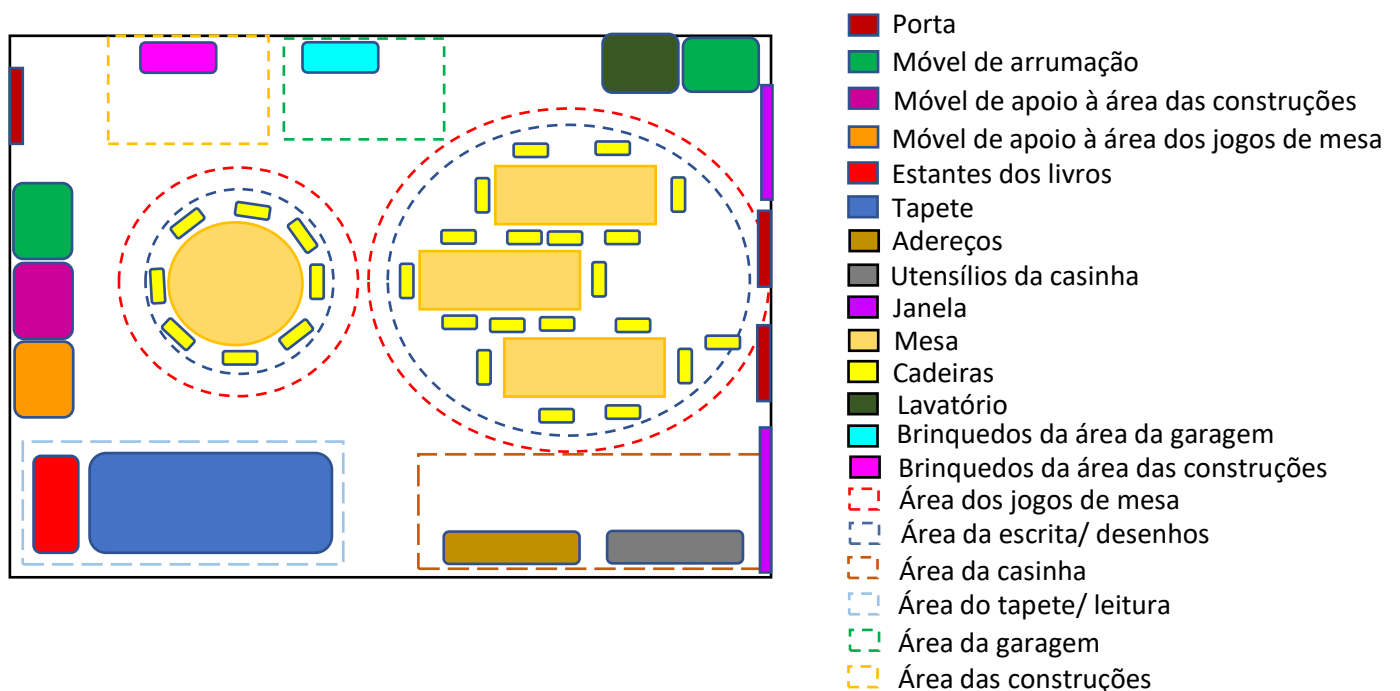 Porta
Móvel de arrumação
Móvel de apoio à área das construções
Móvel de apoio à área dos jogos de mesa
Estantes dos livros
Tapete
Adereços
Utensílios da casinha
Janela
Mesa
Cadeiras
Lavatório
Brinquedos da área da garagem
Brinquedos da área das construções
Área dos jogos de mesa
Área da escrita/ desenhos
Área da casinha
Área do tapete/ leitura
Área da garagem
Área das construções